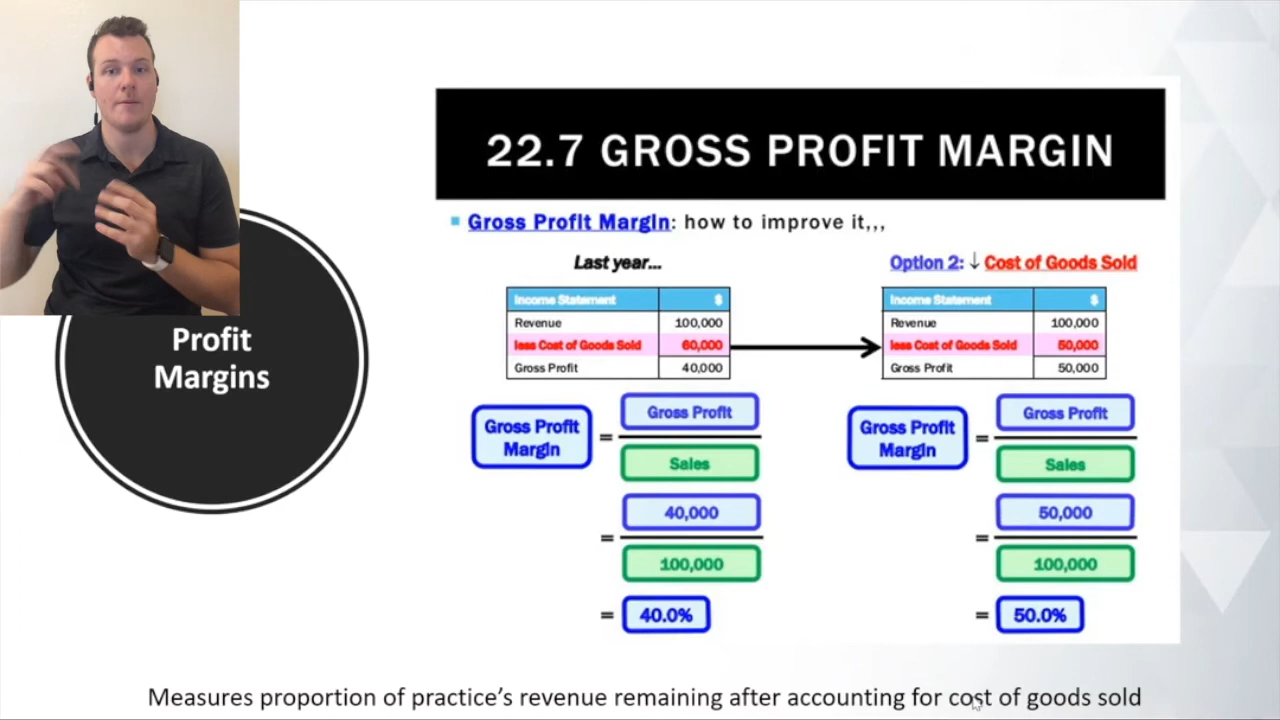 22.7 GROSS PROFIT MARGIN
Gross Profit Margin: how to improve it,,,
Last year...
Income Statement $
Revenue 100,000
less Cost of Goods Sold 60,000
Gross Profit 40,000
Gross Profit
Margin
=
Gross Profit
Sales
=
40,000
100,000
= 40.0%
Option 2: ↓ Cost of Goods Sold
Income Statement $
Revenue 100,000
less Cost of Goods Sold 50,000
Gross Profit 50,000
Gross Profit
Margin
=
Gross Profit
Sales
=
50,000
100,000
= 50.0%
Profit
Margins
Measures proportion of practice's revenue remaining after accounting for cost of goods sold